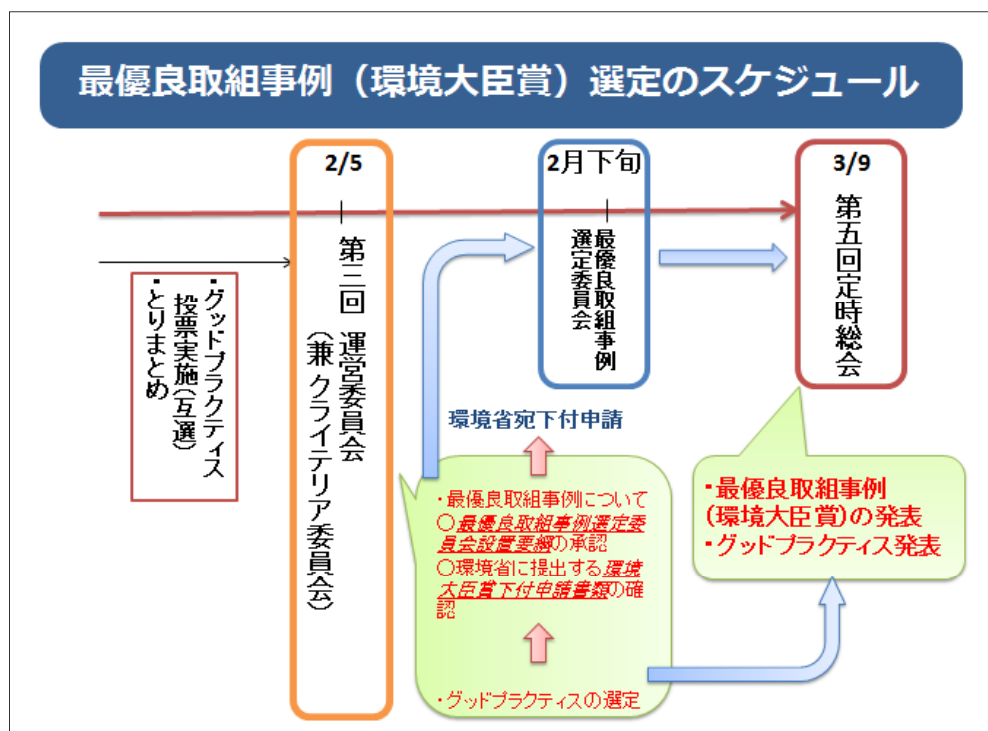 最優良取組事例（環境大臣賞）選定のスケジュール
2/5
2月下旬
3/9
・グッドプラクティス
投票実施(互選)
・とりまとめ
第三回 運営委員会
（兼 クライテリア委員会）
最優良取組事例
選定委員会
第五回定時総会
環境省宛下付申請
・最優良取組事例について
○最優良取組事例選定委
員会設置要綱の承認
○環境省に提出する環境
大臣賞下付申請書類の確
認
・グッドプラクティスの選定
・最優良取組事例
(環境大臣賞)の発表
・グッドプラクティス発表